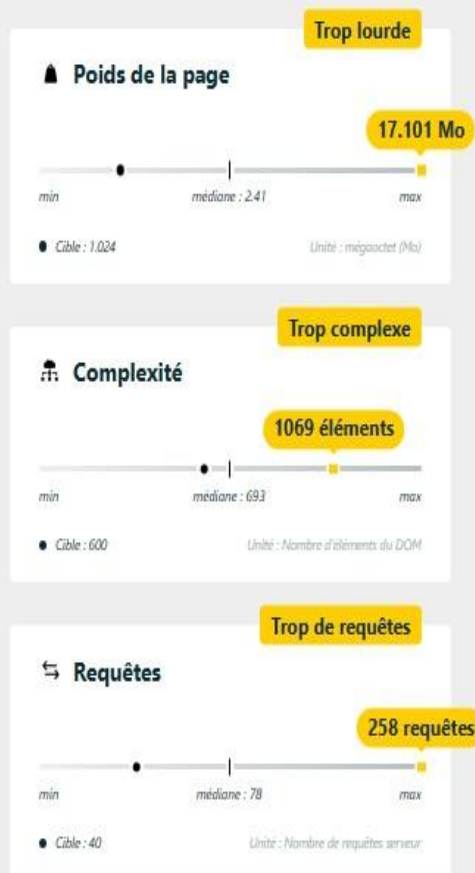 Trop lourde
Poids de la page
17.101 Mo
min
médiane : 2.41
max
Cible : 1.024
Unité : mégaoctet (Mo)
Trop complexe
Complexité
1069 éléments
min
médiane : 693
max
Cible : 600
Unité : Nombre d'éléments du DOM
Trop de requêtes
Requêtes
258 requêtes
min
médiane : 78
max
Cible : 40
Unité : Nombre de requêtes serveur